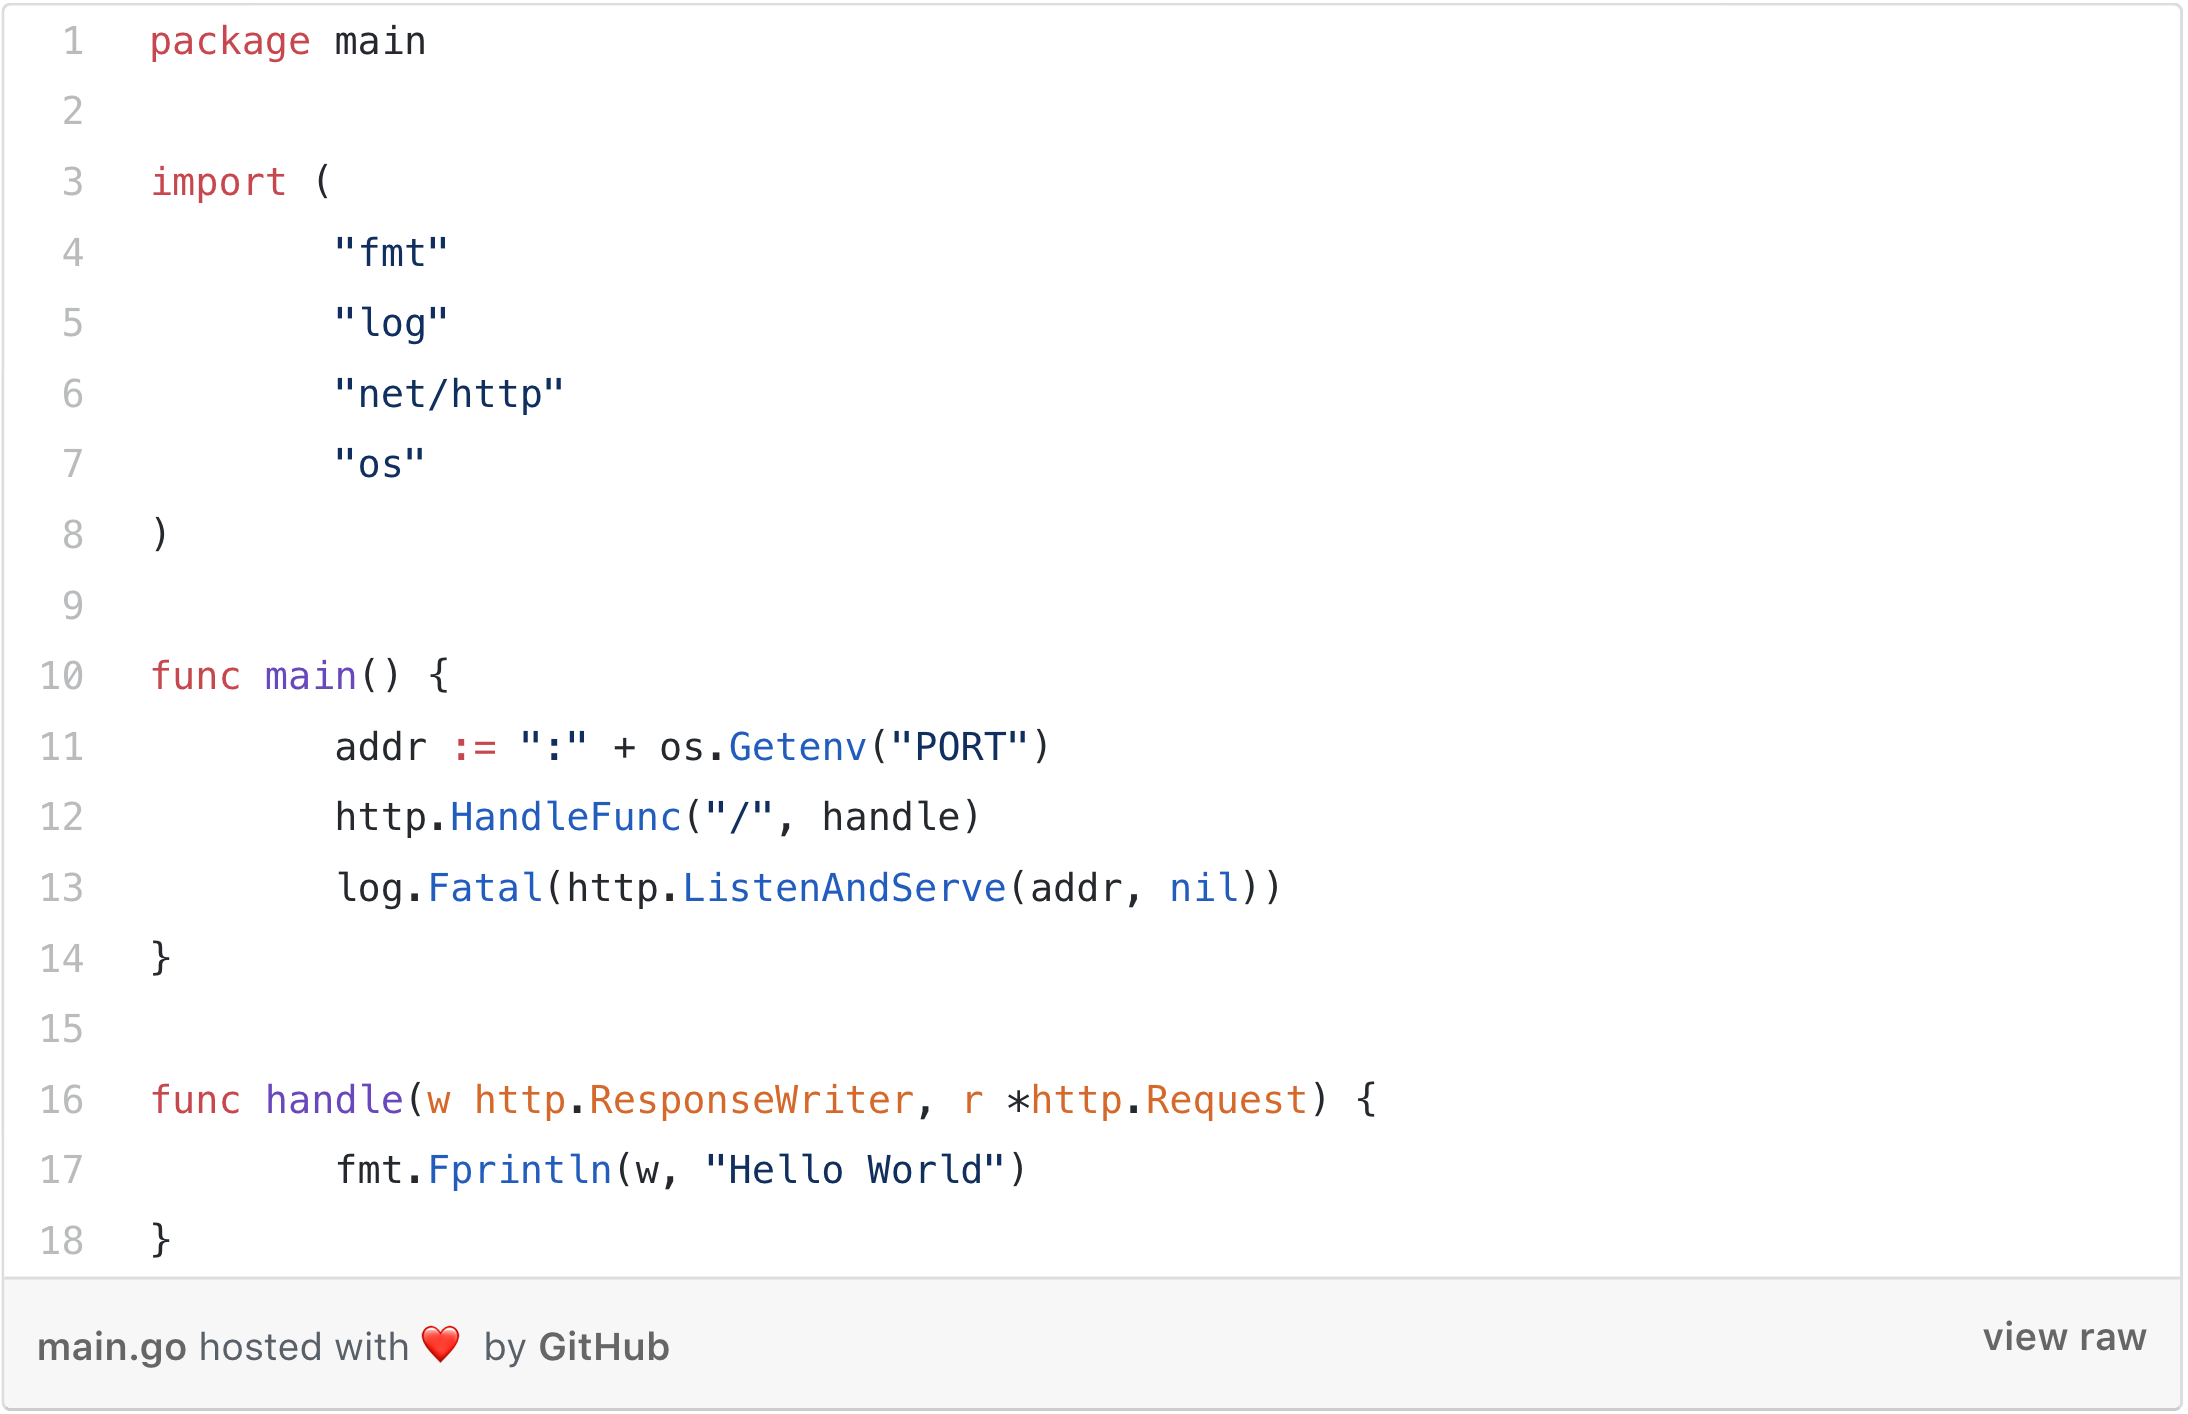 1 package main
2
3 import (
4 "fmt"
5 "log"
6 "net/http"
7 "os"
8 )
9
10 func main() {
11 addr := ":" + os.Getenv("PORT")
12 http.HandleFunc("/", handle)
13 log.Fatal(http.ListenAndServe(addr, nil))
14 }
15
16 func handle(w http.ResponseWriter, r *http.Request) {
17 fmt.Fprintln(w, "Hello World")
18 }
main.go hosted with ❤ by GitHub view raw